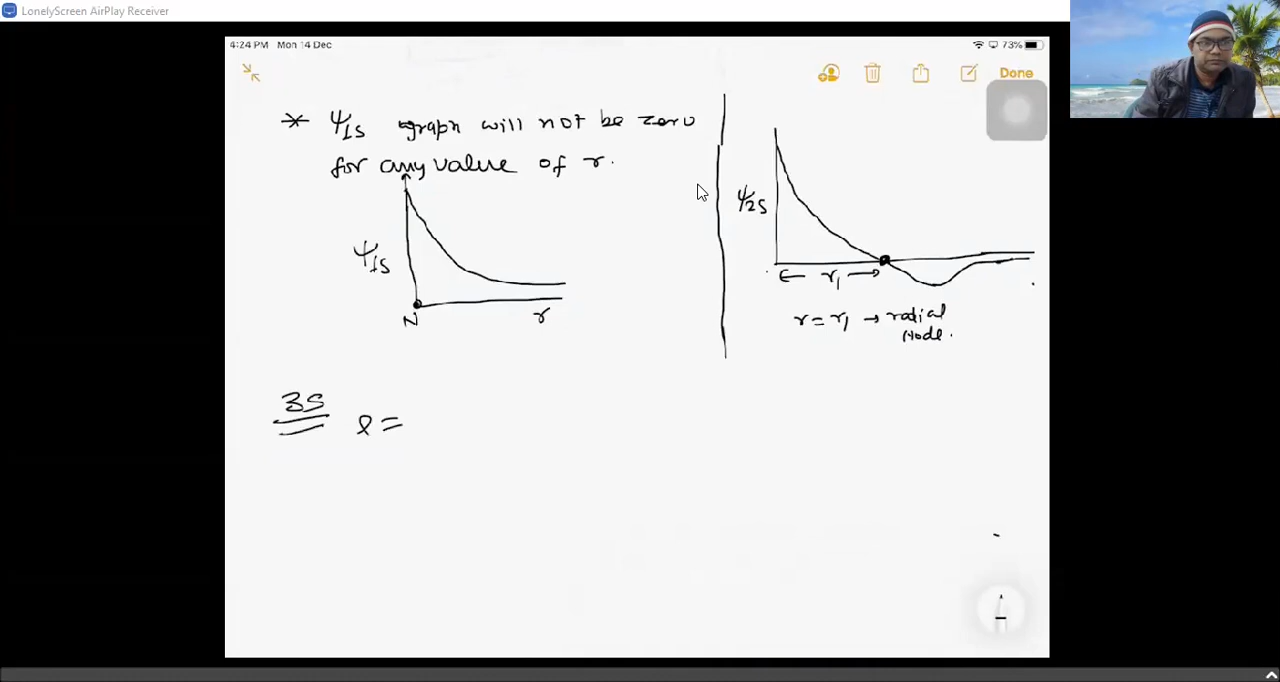 LonelyScreen AirPlay Receiver
4:24 PM Mon 14 Dec
73%
Done
* ψ1s graph will not be zero
for any value of r.
ψ1s
N
r
ψ2s
← r1 →
r = r1 → radial
Node.
3S l =